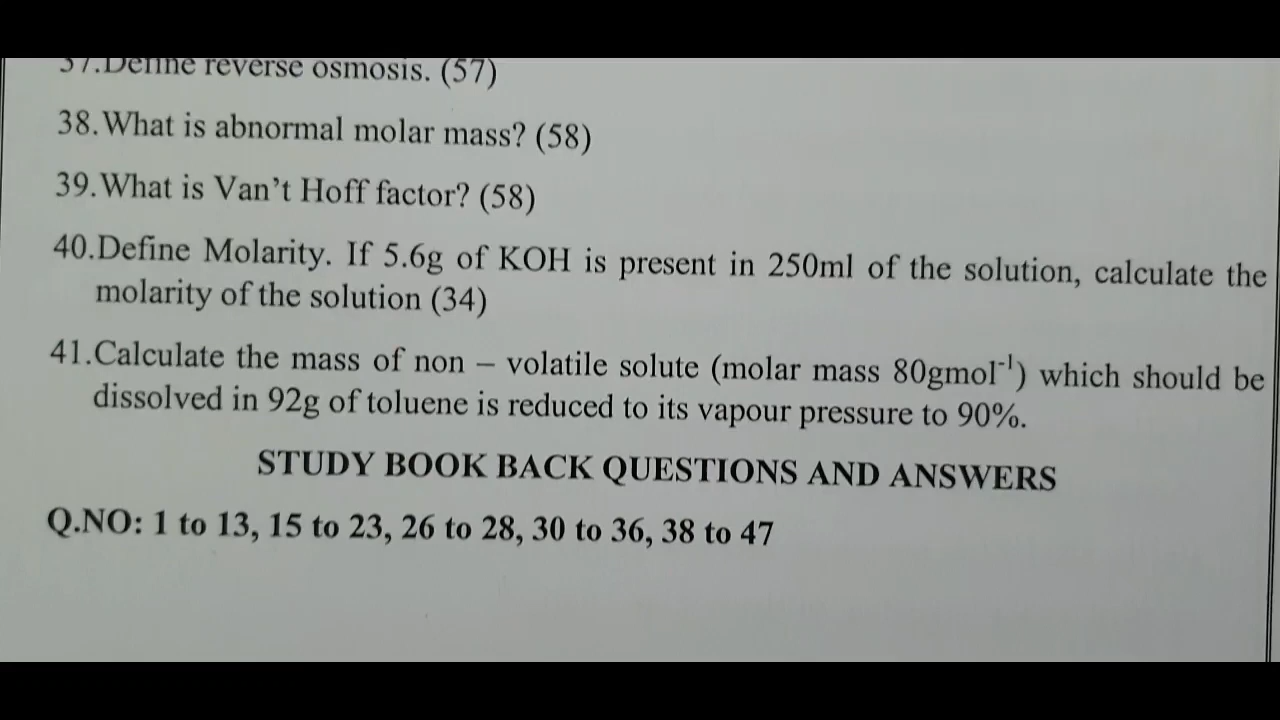 37.Define reverse osmosis. (57)
38.What is abnormal molar mass? (58)
39.What is Van’t Hoff factor? (58)
40.Define Molarity. If 5.6g of KOH is present in 250ml of the solution, calculate the
molarity of the solution (34)
41.Calculate the mass of non – volatile solute (molar mass 80gmol⁻¹) which should be
dissolved in 92g of toluene is reduced to its vapour pressure to 90%.
STUDY BOOK BACK QUESTIONS AND ANSWERS
Q.NO: 1 to 13, 15 to 23, 26 to 28, 30 to 36, 38 to 47